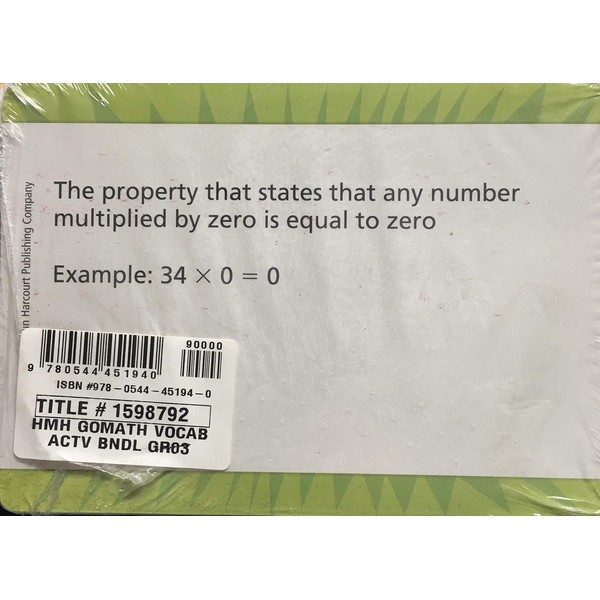 The property that states that any number
multiplied by zero is equal to zero
Example: 34 × 0 = 0
Harcourt Publishing Company
90000
9 780544 451940
ISBN #978-0544-45194-0
TITLE # 1598792
HMH GOMATH VOCAB
ACTV BNDL GR03